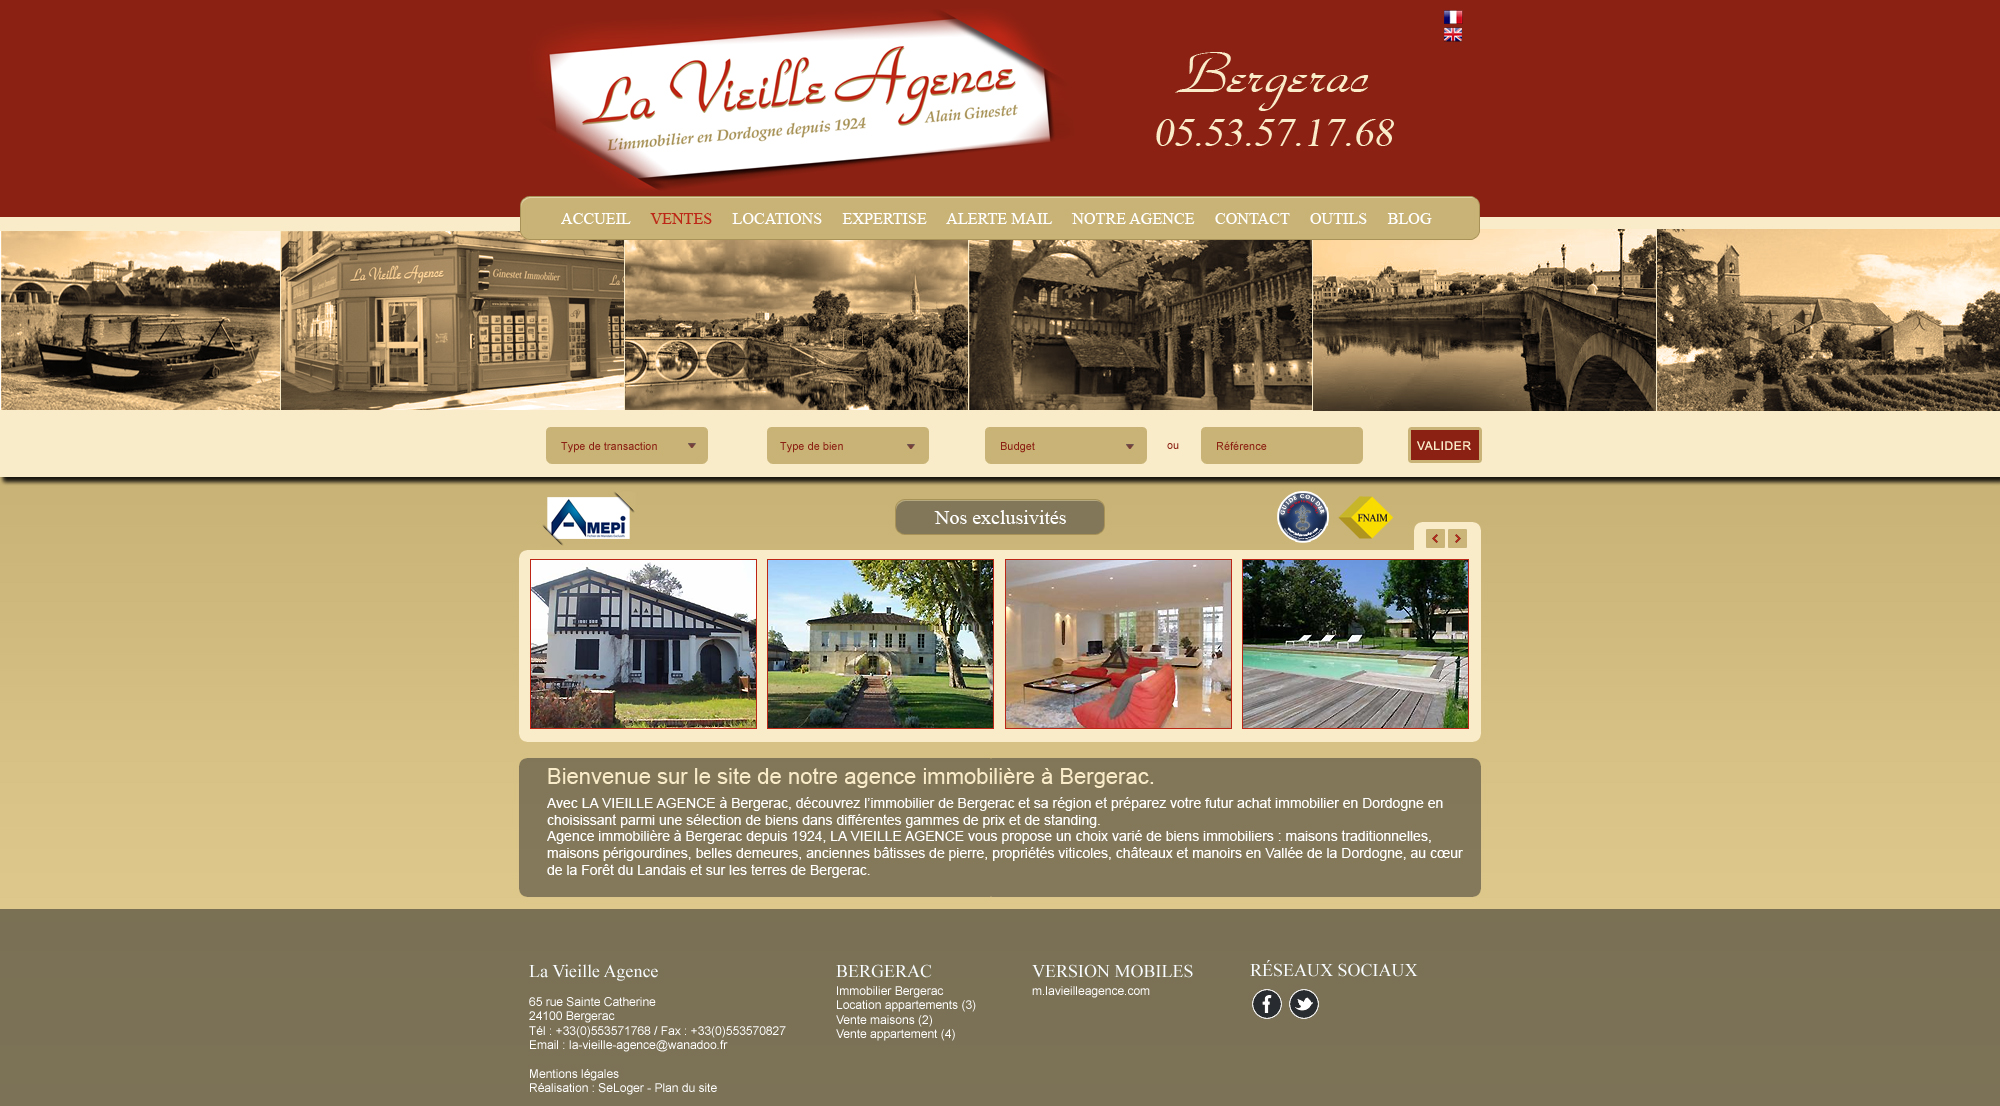 La Vieille Agence
L'immobilier en Dordogne depuis 1924
Alain Ginestet
Bergerac
05.53.57.17.68
ACCUEIL VENTES LOCATIONS EXPERTISE ALERTE MAIL NOTRE AGENCE CONTACT OUTILS BLOG
La Vieille Agence
Ginestet Immobilier
Type de transaction Type de bien Budget ou Référence VALIDER
AMEPI
Nos exclusivités
GUIDE COUDER
FNAIM
Bienvenue sur le site de notre agence immobilière à Bergerac.
Avec LA VIEILLE AGENCE à Bergerac, découvrez l'immobilier de Bergerac et sa région et préparez votre futur achat immobilier en Dordogne en
choisissant parmi une sélection de biens dans différentes gammes de prix et de standing.
Agence immobilière à Bergerac depuis 1924, LA VIEILLE AGENCE vous propose un choix varié de biens immobiliers : maisons traditionnelles,
maisons périgourdines, belles demeures, anciennes bâtisses de pierre, propriétés viticoles, châteaux et manoirs en Vallée de la Dordogne, au cœur
de la Forêt du Landais et sur les terres de Bergerac.
La Vieille Agence
65 rue Sainte Catherine
24100 Bergerac
Tél : +33(0)553571768 / Fax : +33(0)553570827
Email : la-vieille-agence@wanadoo.fr
Mentions légales
Réalisation : SeLoger - Plan du site
BERGERAC
Immobilier Bergerac
Location appartements (3)
Vente maisons (2)
Vente appartement (4)
VERSION MOBILES
m.lavieilleagence.com
RÉSEAUX SOCIAUX